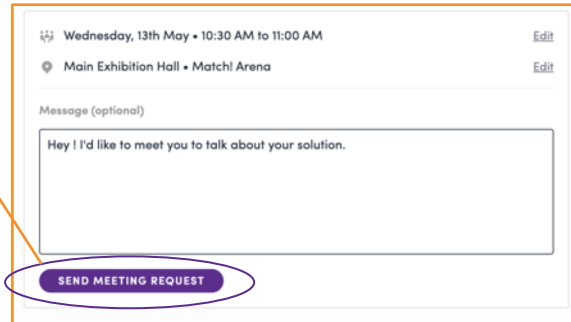 Wednesday, 13th May • 10:30 AM to 11:00 AM Edit
Main Exhibition Hall • Match! Arena Edit
Message (optional)
Hey ! I'd like to meet you to talk about your solution.
SEND MEETING REQUEST